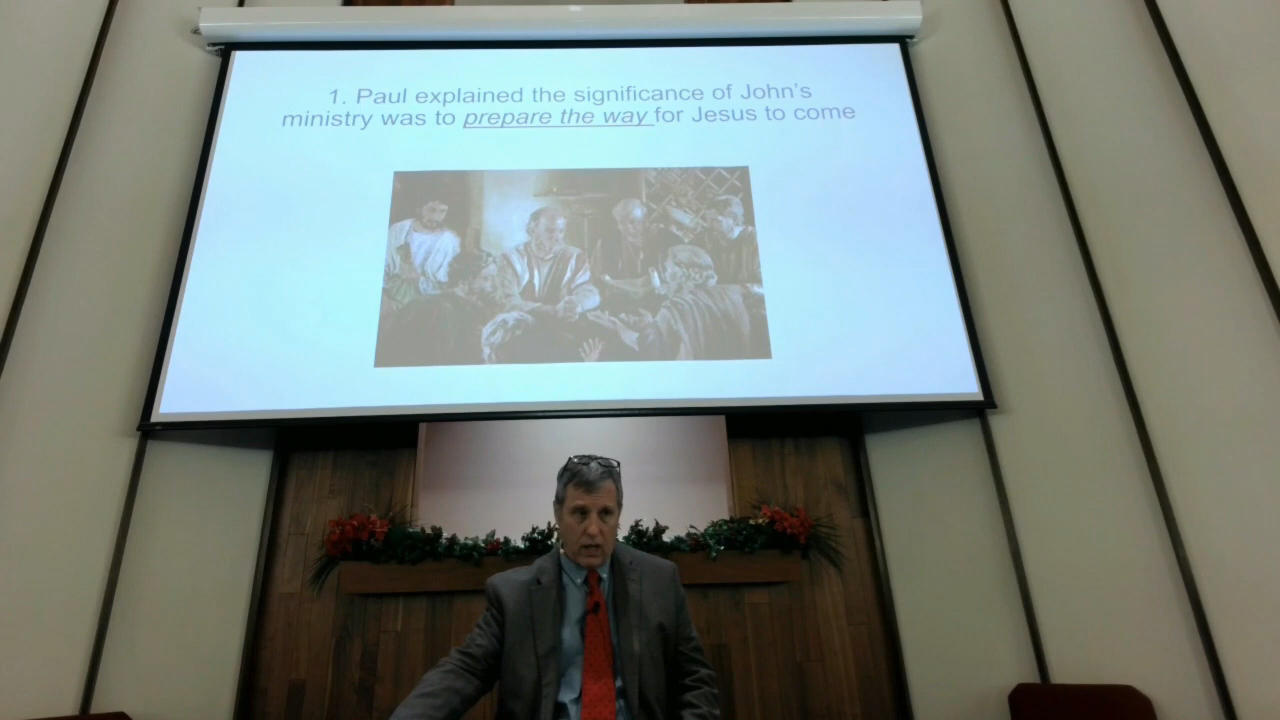 1. Paul explained the significance of John's
ministry was to prepare the way for Jesus to come